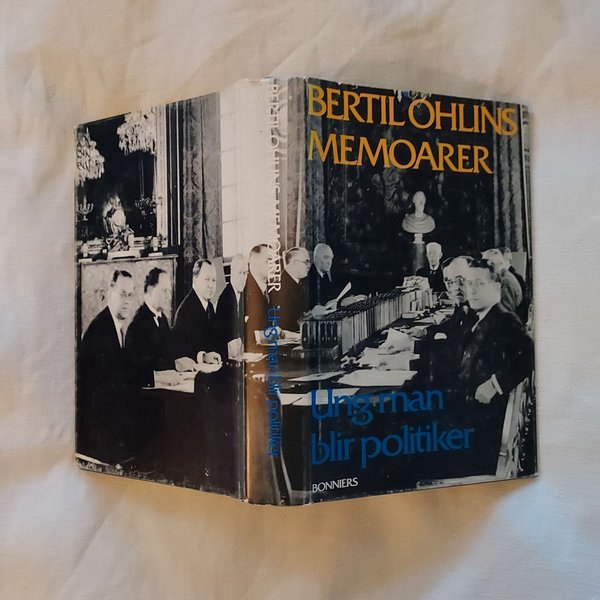 BERTIL OHLINS
MEMOARER
Ung man
blir politiker
BONNIERS
BERTIL OHLINS MEMOARER Ung man blir politiker